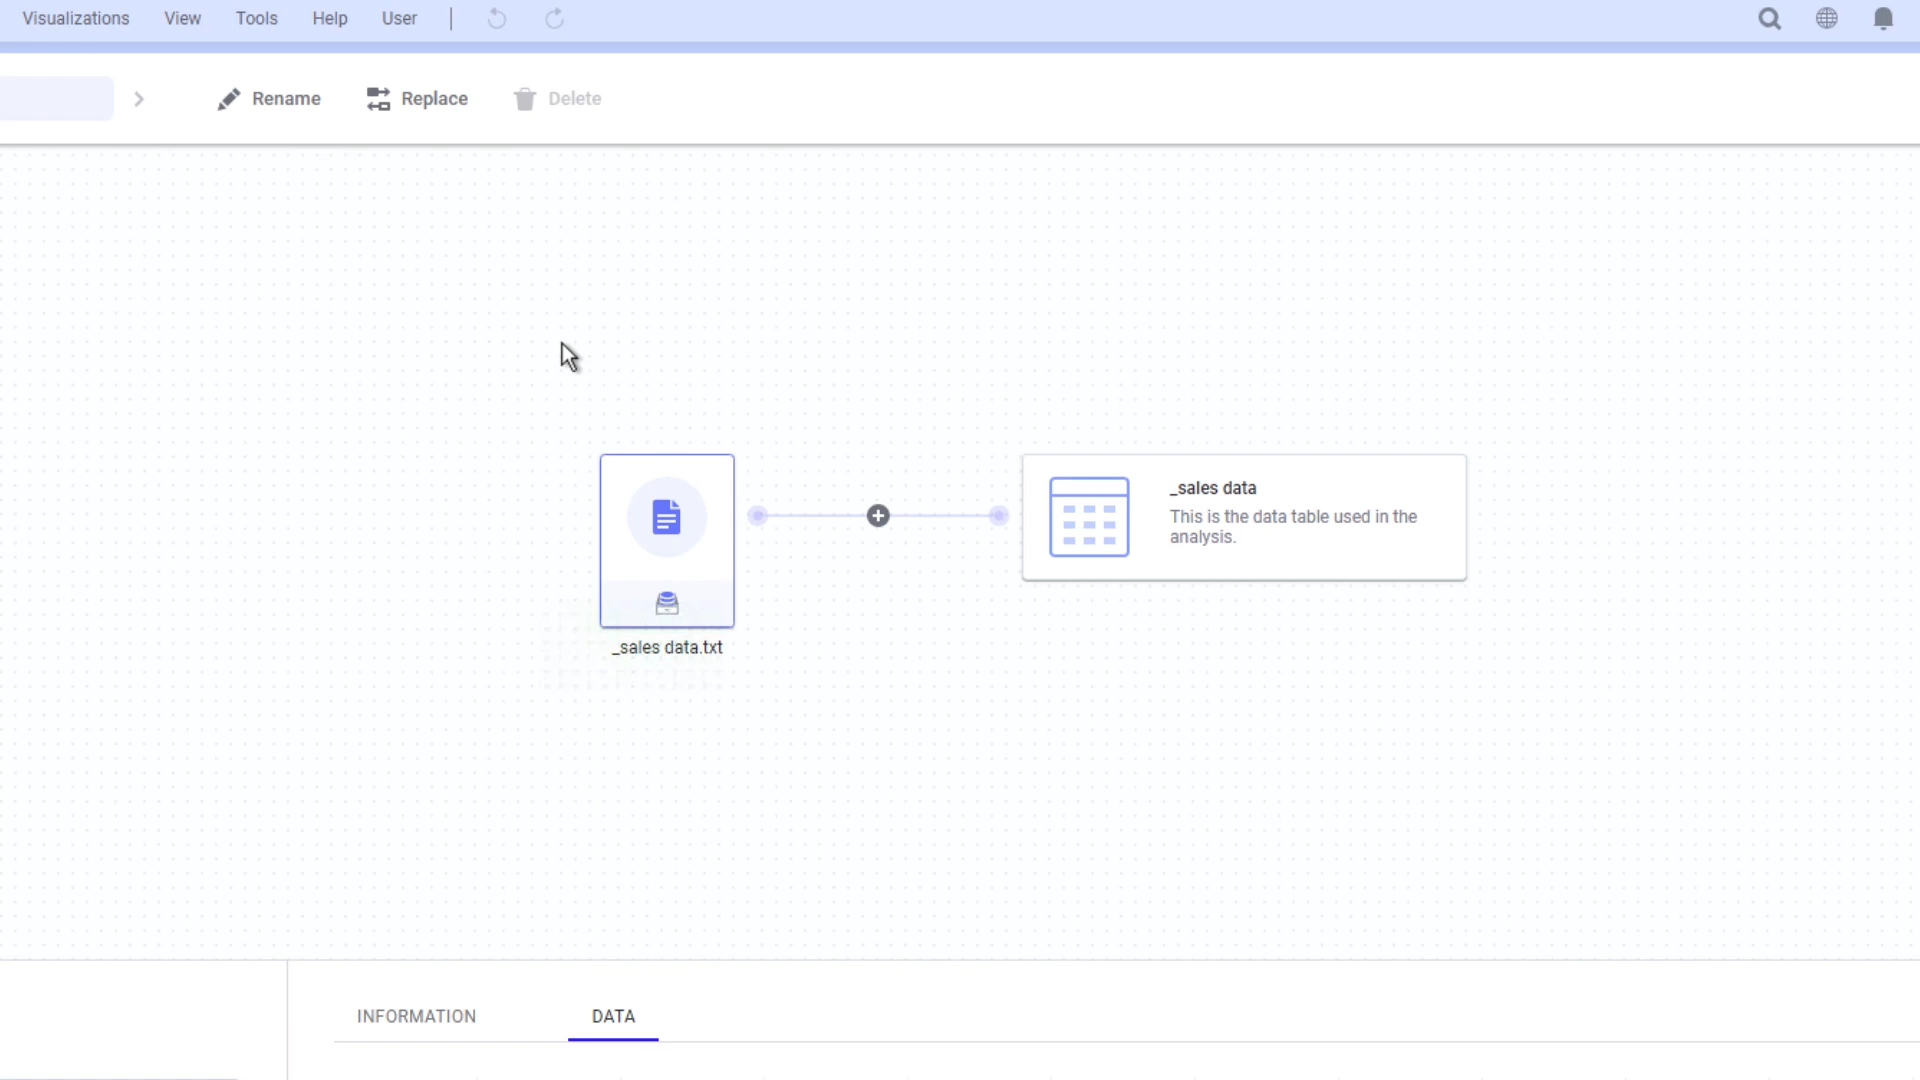 Visualizations View Tools Help User
Rename Replace Delete
_sales data
This is the data table used in the
analysis.
_sales data.txt
INFORMATION DATA